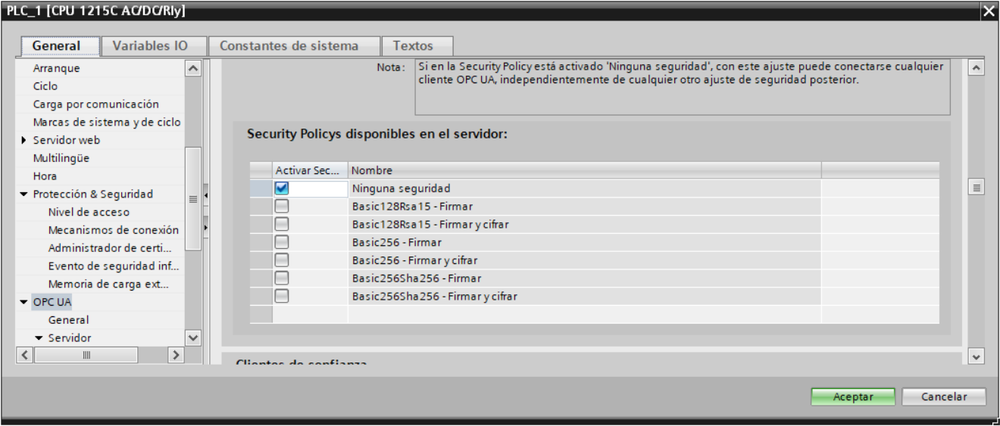 PLC_1 [CPU 1215C AC/DC/Rly]
General
Variables IO
Constantes de sistema
Textos
Arranque
Ciclo
Carga por comunicación
Marcas de sistema y de ciclo
Servidor web
Multilingüe
Hora
Protección & Seguridad
Nivel de acceso
Mecanismos de conexión
Administrador de certi...
Evento de seguridad inf...
Memoria de carga ext...
OPC UA
General
Servidor
Nota:
Si en la Security Policy está activado 'Ninguna seguridad', con este ajuste puede conectarse cualquier
cliente OPC UA, independientemente de cualquier otro ajuste de seguridad posterior.
Security Policys disponibles en el servidor:
Activar Sec...
Nombre
Ninguna seguridad
Basic128Rsa15 - Firmar
Basic128Rsa15 - Firmar y cifrar
Basic256 - Firmar
Basic256 - Firmar y cifrar
Basic256Sha256 - Firmar
Basic256Sha256 - Firmar y cifrar
Clientes de confianza
Aceptar
Cancelar